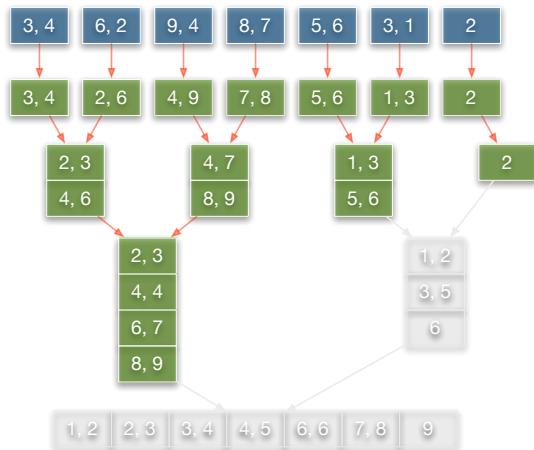 3, 4 6, 2 9, 4 8, 7 5, 6 3, 1 2
3, 4 2, 6 4, 9 7, 8 5, 6 1, 3 2
2, 3 4, 7 1, 3 2
4, 6 8, 9 5, 6
2, 3 1, 2
4, 4 3, 5
6, 7 6
8, 9
1, 2 2, 3 3, 4 4, 5 6, 6 7, 8 9